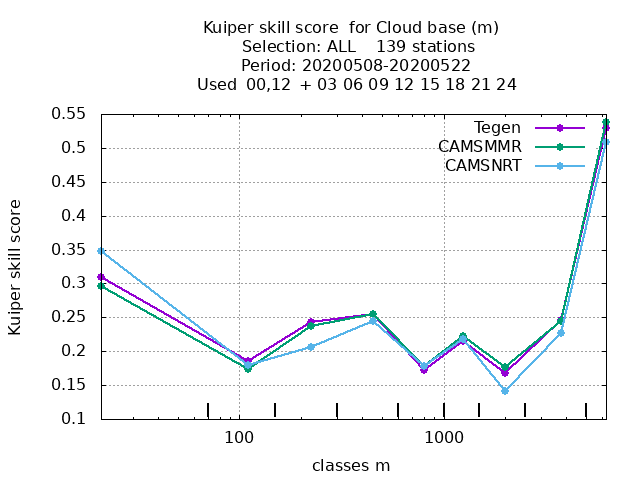 Kuiper skill score  for Cloud base (m)
Selection: ALL    139 stations
Period: 20200508-20200522
Used  00,12  + 03 06 09 12 15 18 21 24
Tegen
CAMSMMR
CAMSNRT
0.55
0.5
0.45
0.4
0.35
0.3
0.25
0.2
0.15
0.1
Kuiper skill score
100 1000
classes m